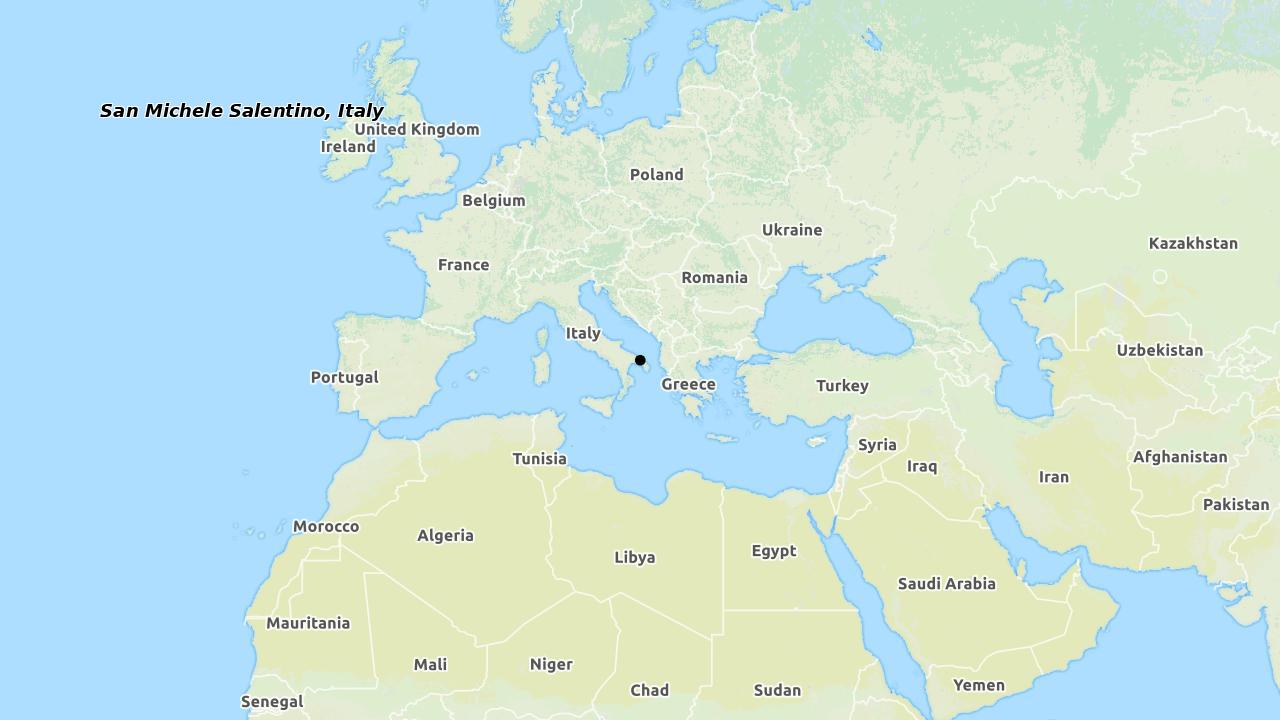 San Michele Salentino, Italy
United Kingdom
Ireland
Poland
Belgium
Ukraine
Kazakhstan
France
Romania
Italy
Uzbekistan
Portugal
Greece
Turkey
Syria
Tunisia
Afghanistan
Iraq
Iran
Pakistan
Morocco
Algeria
Egypt
Libya
Saudi Arabia
Mauritania
Mali
Niger
Yemen
Chad
Sudan
Senegal